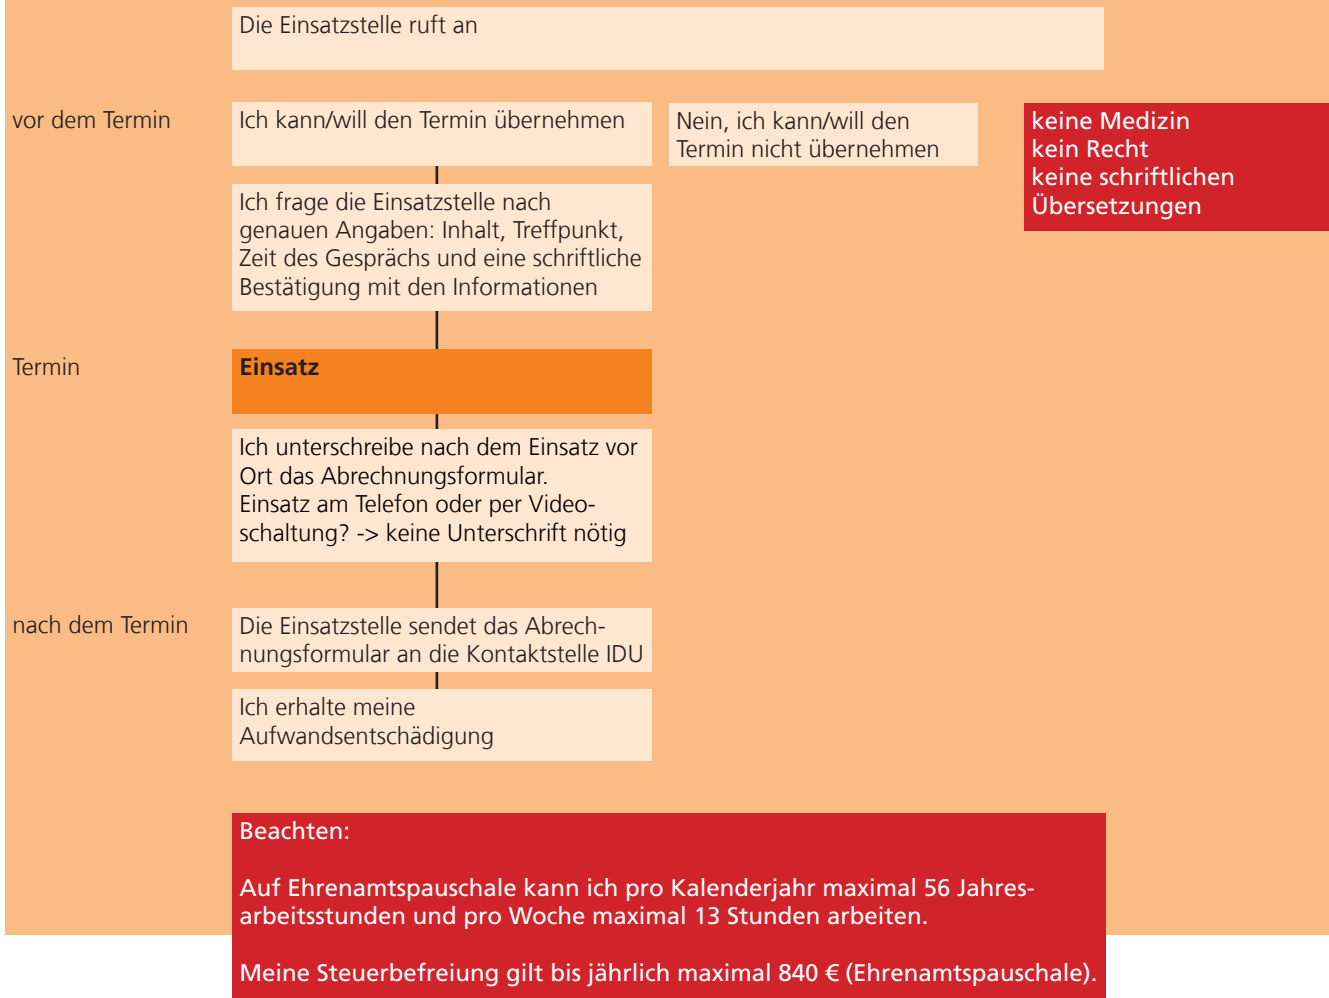 Die Einsatzstelle ruft an
vor dem Termin
Ich kann/will den Termin übernehmen
Nein, ich kann/will den
Termin nicht übernehmen
keine Medizin
kein Recht
keine schriftlichen
Übersetzungen
Ich frage die Einsatzstelle nach
genauen Angaben: Inhalt, Treffpunkt,
Zeit des Gesprächs und eine schriftliche
Bestätigung mit den Informationen
Termin
Einsatz
Ich unterschreibe nach dem Einsatz vor
Ort das Abrechnungsformular.
Einsatz am Telefon oder per Video-
schaltung? -> keine Unterschrift nötig
nach dem Termin
Die Einsatzstelle sendet das Abrech-
nungsformular an die Kontaktstelle IDU
Ich erhalte meine
Aufwandsentschädigung
Beachten:
Auf Ehrenamtspauschale kann ich pro Kalenderjahr maximal 56 Jahres-
arbeitsstunden und pro Woche maximal 13 Stunden arbeiten.
Meine Steuerbefreiung gilt bis jährlich maximal 840 € (Ehrenamtspauschale).